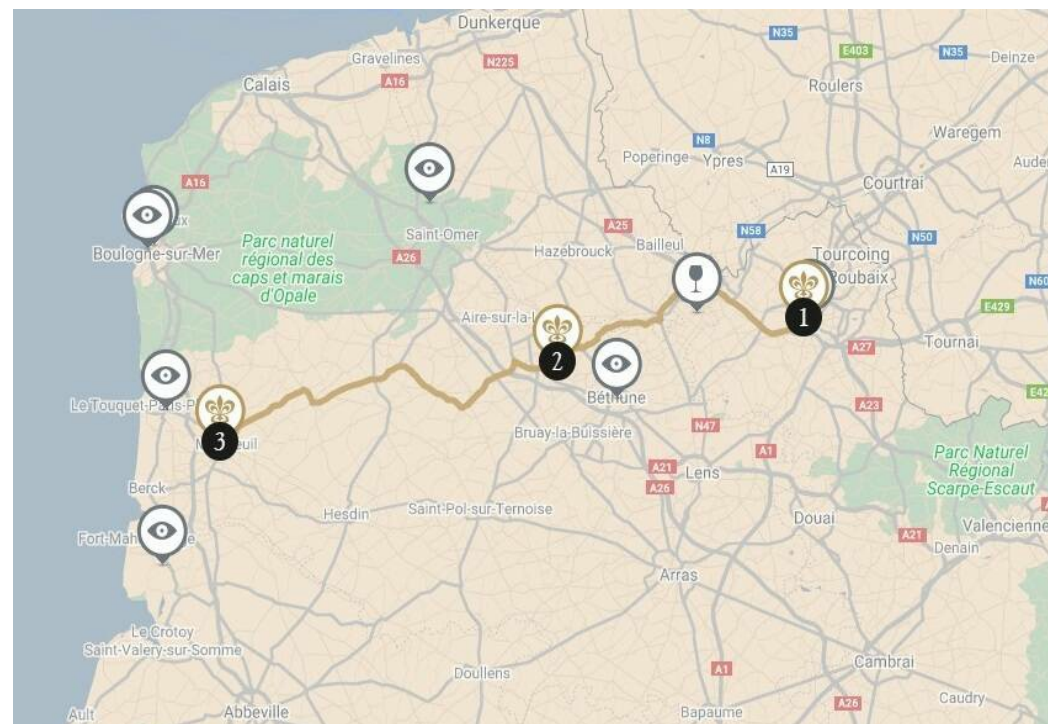 Dunkerque
N35
E403
N35
Deinze
Gravelines
N225
Calais
A16
Roulers
Waregem
N8
Poperinge
Ypres
A19
Courtrai
A16
Saint-Omer
A25
Bailleul
N58
N50
Boulogne-sur-Mer
Parc naturel
régional des
caps et marais
d'Opale
A26
Hazebrouck
Tourcoing
Roubaix
E429
1
Tournai
A27
2
Béthune
A23
3
Bruay-la-Buissière
N47
A1
Berck
A21
A26
Lens
Parc Naturel
Régional
Scarpe-Escaut
Hesdin
Saint-Pol-sur-Ternoise
Douai
A21
Denain
Arras
Le Crotoy
Saint-Valery-sur-Somme
Doullens
Cambrai
A1
A26
Caudry
Ault
Abbeville
Bapaume